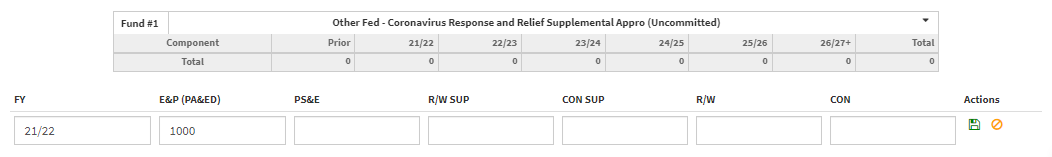 Fund #1 Other Fed - Coronavirus Response and Relief Supplemental Appro (Uncommitted)
Component Prior 21/22 22/23 23/24 24/25 25/26 26/27+ Total
Total 0 0 0 0 0 0 0 0
FY E&P (PA&ED) PS&E R/W SUP CON SUP R/W CON Actions
21/22 1000